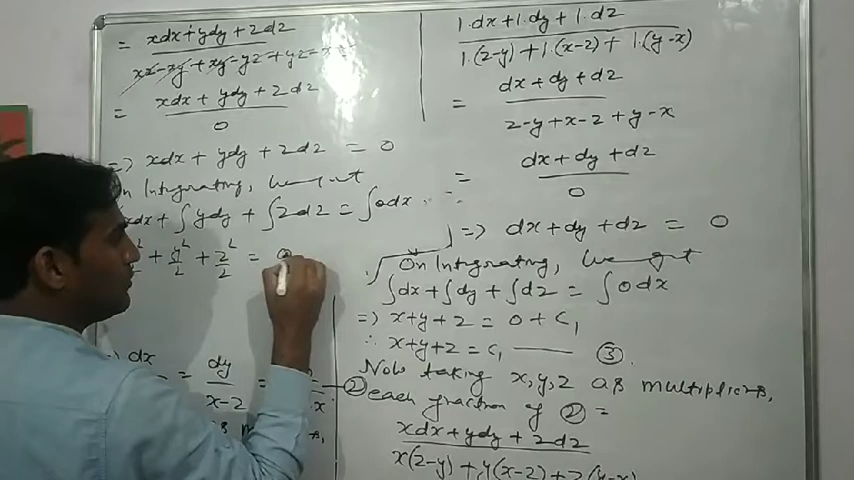 = xdx+ydy+zdz / xz-xy+xy-yz+yz-xz
= xdx+ydy+zdz / 0
=> xdx+ydy+zdz = 0
On Integrating, we get
∫xdx + ∫ydy + ∫zdz = ∫0dx
+ y²/2 + z²/2 =
=> dx = dy / x-z = ②
1.dx+1.dy+1.dz / 1.(z-y)+1.(x-z)+1.(y-x)
= dx+dy+dz / z-y+x-z+y-x
= dx+dy+dz / 0
=> dx+dy+dz = 0
On Integrating, we get
∫dx+∫dy+∫dz = ∫0dx
=> x+y+z = 0+C₁
∴ x+y+z = C₁ —— ③.
Now taking x,y,z as multipliers,
each fraction of ② =
xdx+ydy+zdz / x(z-y)+y(x-z)+z(y-x)